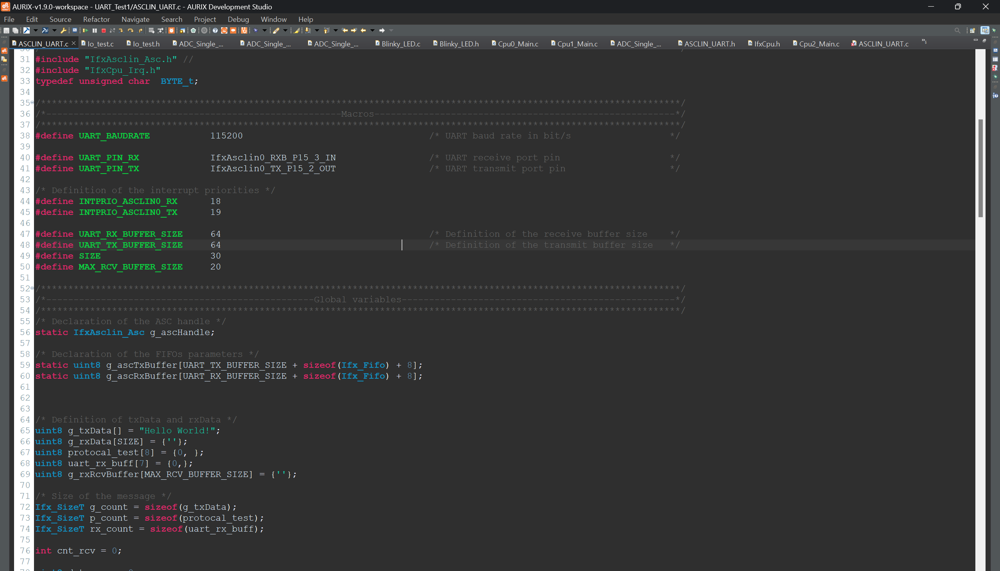 AURIX-v1.9.0-workspace - UART_Test1/ASCLIN_UART.c - AURIX Development Studio
File Edit Source Refactor Navigate Search Project Debug Window Help
ASCLIN_UART.c Io_test.c Io_test.h ADC_Single_... ADC_Single_... ADC_Single_... Blinky_LED.c Blinky_LED.h Cpu0_Main.c Cpu1_Main.c ADC_Single_... ASCLIN_UART.h IfxCpu.h Cpu2_Main.c ASCLIN_UART.c »5
31 #include "IfxAsclin_Asc.h" //
32 #include "IfxCpu_Irq.h"
33 typedef unsigned char  BYTE_t;
34
35 /*********************************************************************************************************************/
36 /*------------------------------------------------------Macros-------------------------------------------------------*/
37 /*********************************************************************************************************************/
38 #define UART_BAUDRATE           115200                                  /* UART baud rate in bit/s                  */
39
40 #define UART_PIN_RX             IfxAsclin0_RXB_P15_3_IN                 /* UART receive port pin                    */
41 #define UART_PIN_TX             IfxAsclin0_TX_P15_2_OUT                 /* UART transmit port pin                   */
42
43 /* Definition of the interrupt priorities */
44 #define INTPRIO_ASCLIN0_RX      18
45 #define INTPRIO_ASCLIN0_TX      19
46
47 #define UART_RX_BUFFER_SIZE     64                                      /* Definition of the receive buffer size    */
48 #define UART_TX_BUFFER_SIZE     64                                      /* Definition of the transmit buffer size   */
49 #define SIZE                    30
50 #define MAX_RCV_BUFFER_SIZE     20
51
52 /*********************************************************************************************************************/
53 /*-------------------------------------------------Global variables--------------------------------------------------*/
54 /*********************************************************************************************************************/
55 /* Declaration of the ASC handle */
56 static IfxAsclin_Asc g_ascHandle;
57
58 /* Declaration of the FIFOs parameters */
59 static uint8 g_ascTxBuffer[UART_TX_BUFFER_SIZE + sizeof(Ifx_Fifo) + 8];
60 static uint8 g_ascRxBuffer[UART_RX_BUFFER_SIZE + sizeof(Ifx_Fifo) + 8];
61
62
63
64 /* Definition of txData and rxData */
65 uint8 g_txData[] = "Hello World!";
66 uint8 g_rxData[SIZE] = {''};
67 uint8 protocal_test[8] = {0, };
68 uint8 uart_rx_buff[7] = {0,};
69 uint8 g_rxRcvBuffer[MAX_RCV_BUFFER_SIZE] = {''};
70
71 /* Size of the message */
72 Ifx_SizeT g_count = sizeof(g_txData);
73 Ifx_SizeT p_count = sizeof(protocal_test);
74 Ifx_SizeT rx_count = sizeof(uart_rx_buff);
75
76 int cnt_rcv = 0;
77